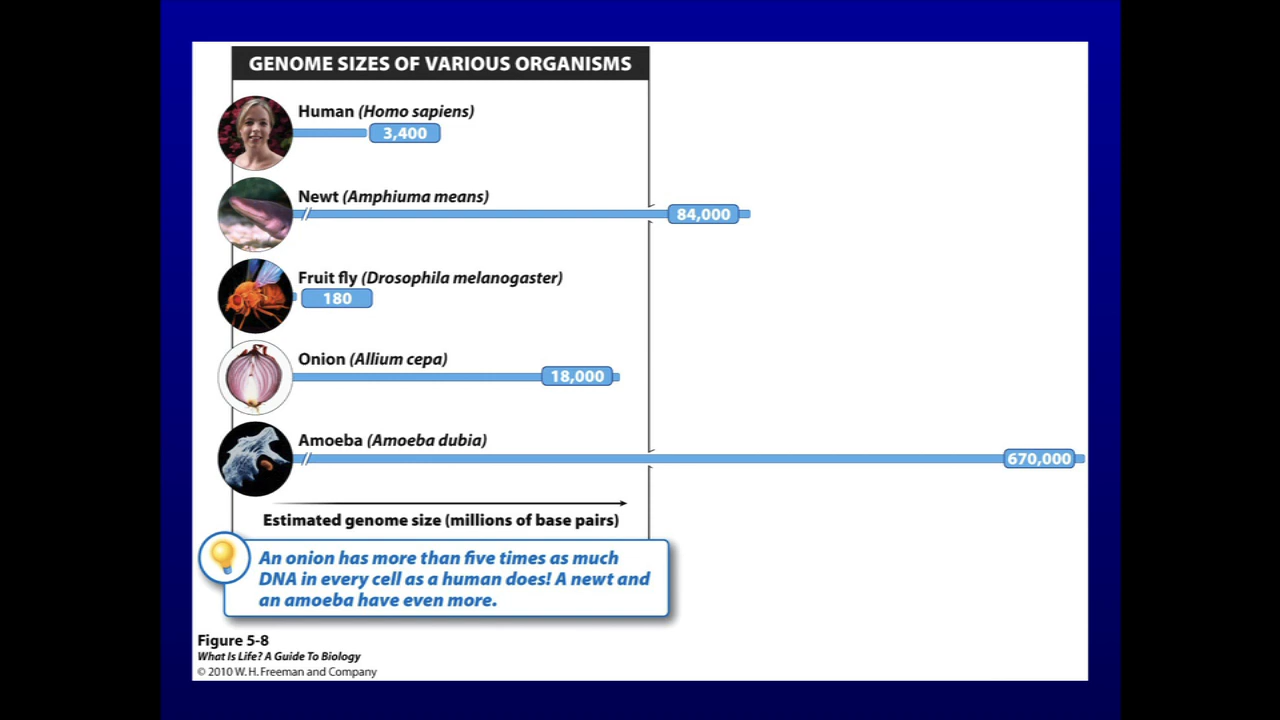 GENOME SIZES OF VARIOUS ORGANISMS
Human (Homo sapiens)
3,400
Newt (Amphiuma means)
84,000
Fruit fly (Drosophila melanogaster)
180
Onion (Allium cepa)
18,000
Amoeba (Amoeba dubia)
670,000
Estimated genome size (millions of base pairs)
An onion has more than five times as much
DNA in every cell as a human does! A newt and
an amoeba have even more.
Figure 5-8
What Is Life? A Guide To Biology
© 2010 W. H. Freeman and Company